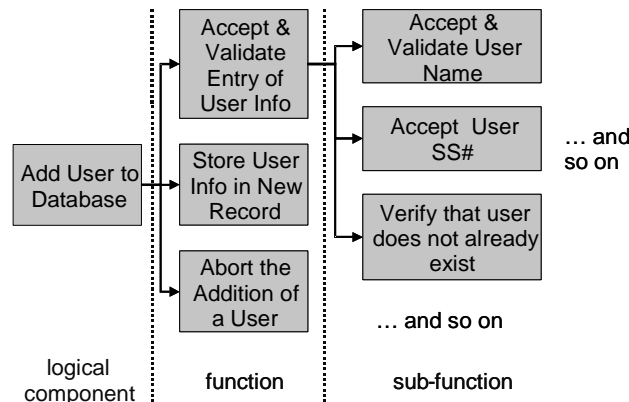 Add User to
Database
logical
component
Accept &
Validate
Entry of
User Info
Store User
Info in New
Record
Abort the
Addition of
a User
function
Accept &
Validate User
Name
Accept User
SS#
Verify that user
does not already
exist
... and so on
sub-function
... and
so on